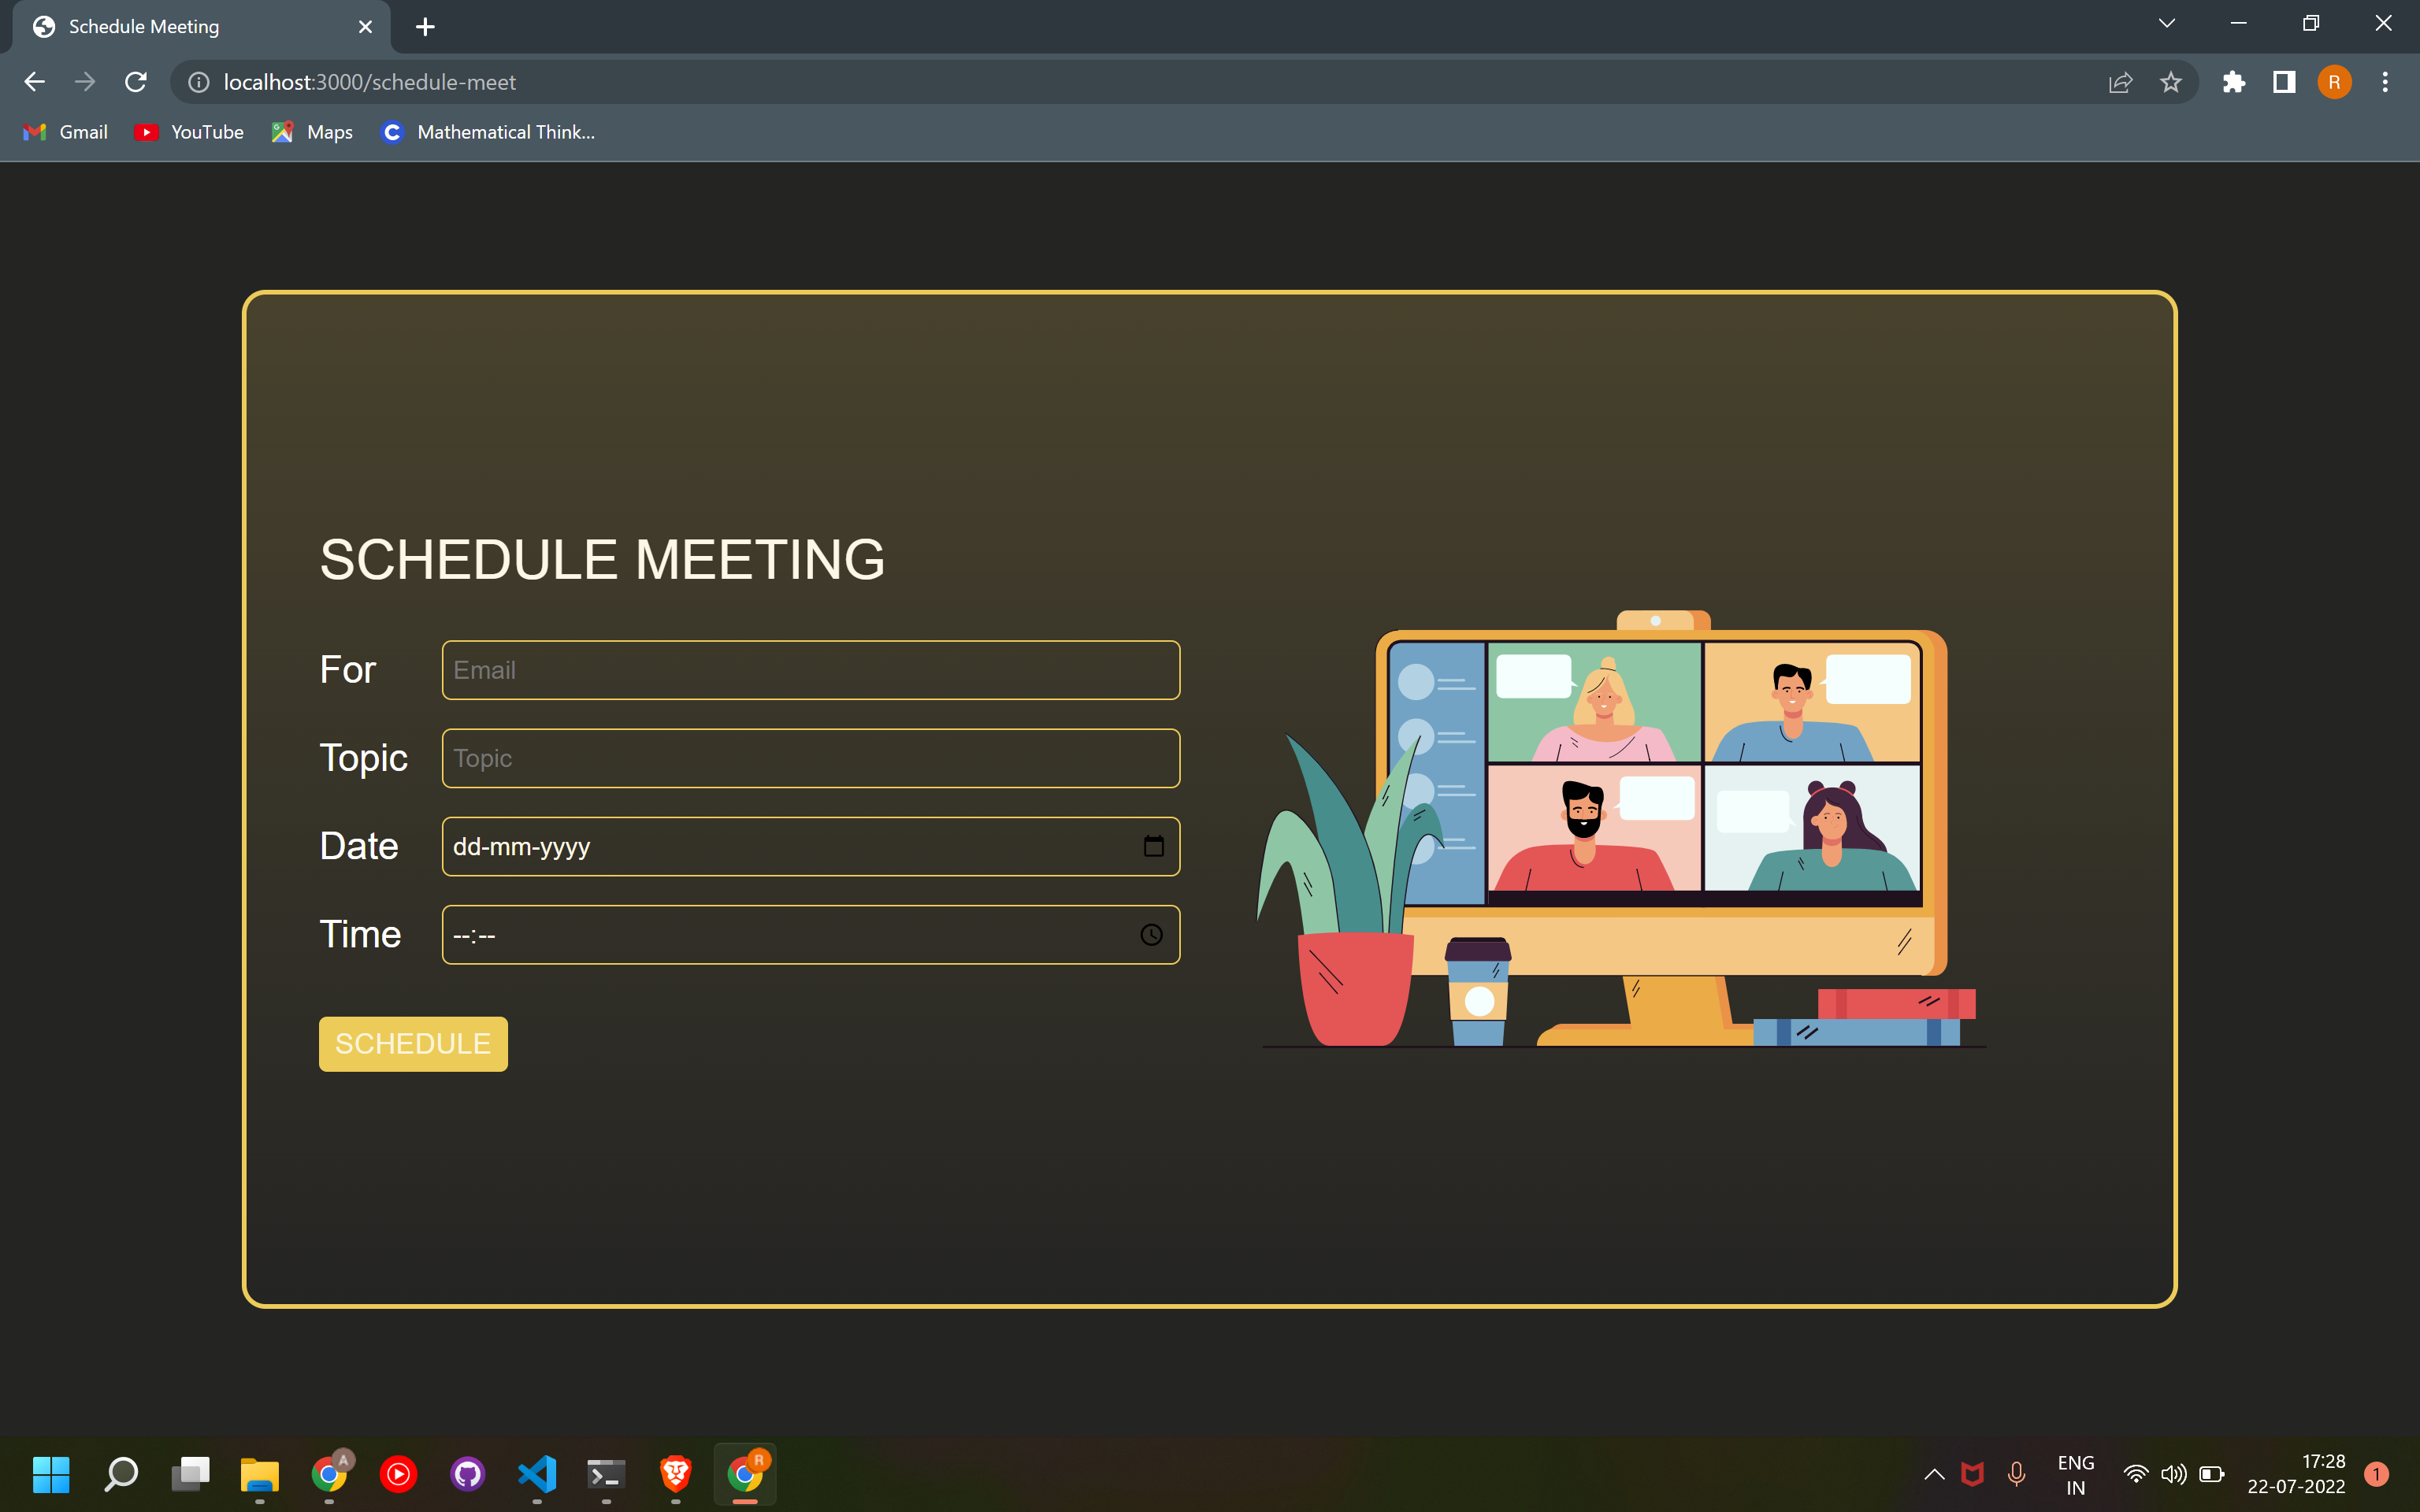 Schedule Meeting
localhost:3000/schedule-meet
R
Gmail
YouTube
Maps
C
Mathematical Think...
SCHEDULE MEETING
For
Email
Topic
Topic
Date
dd-mm-yyyy
Time
--:--
SCHEDULE
A
R
ENG
IN
17:28
22-07-2022
1